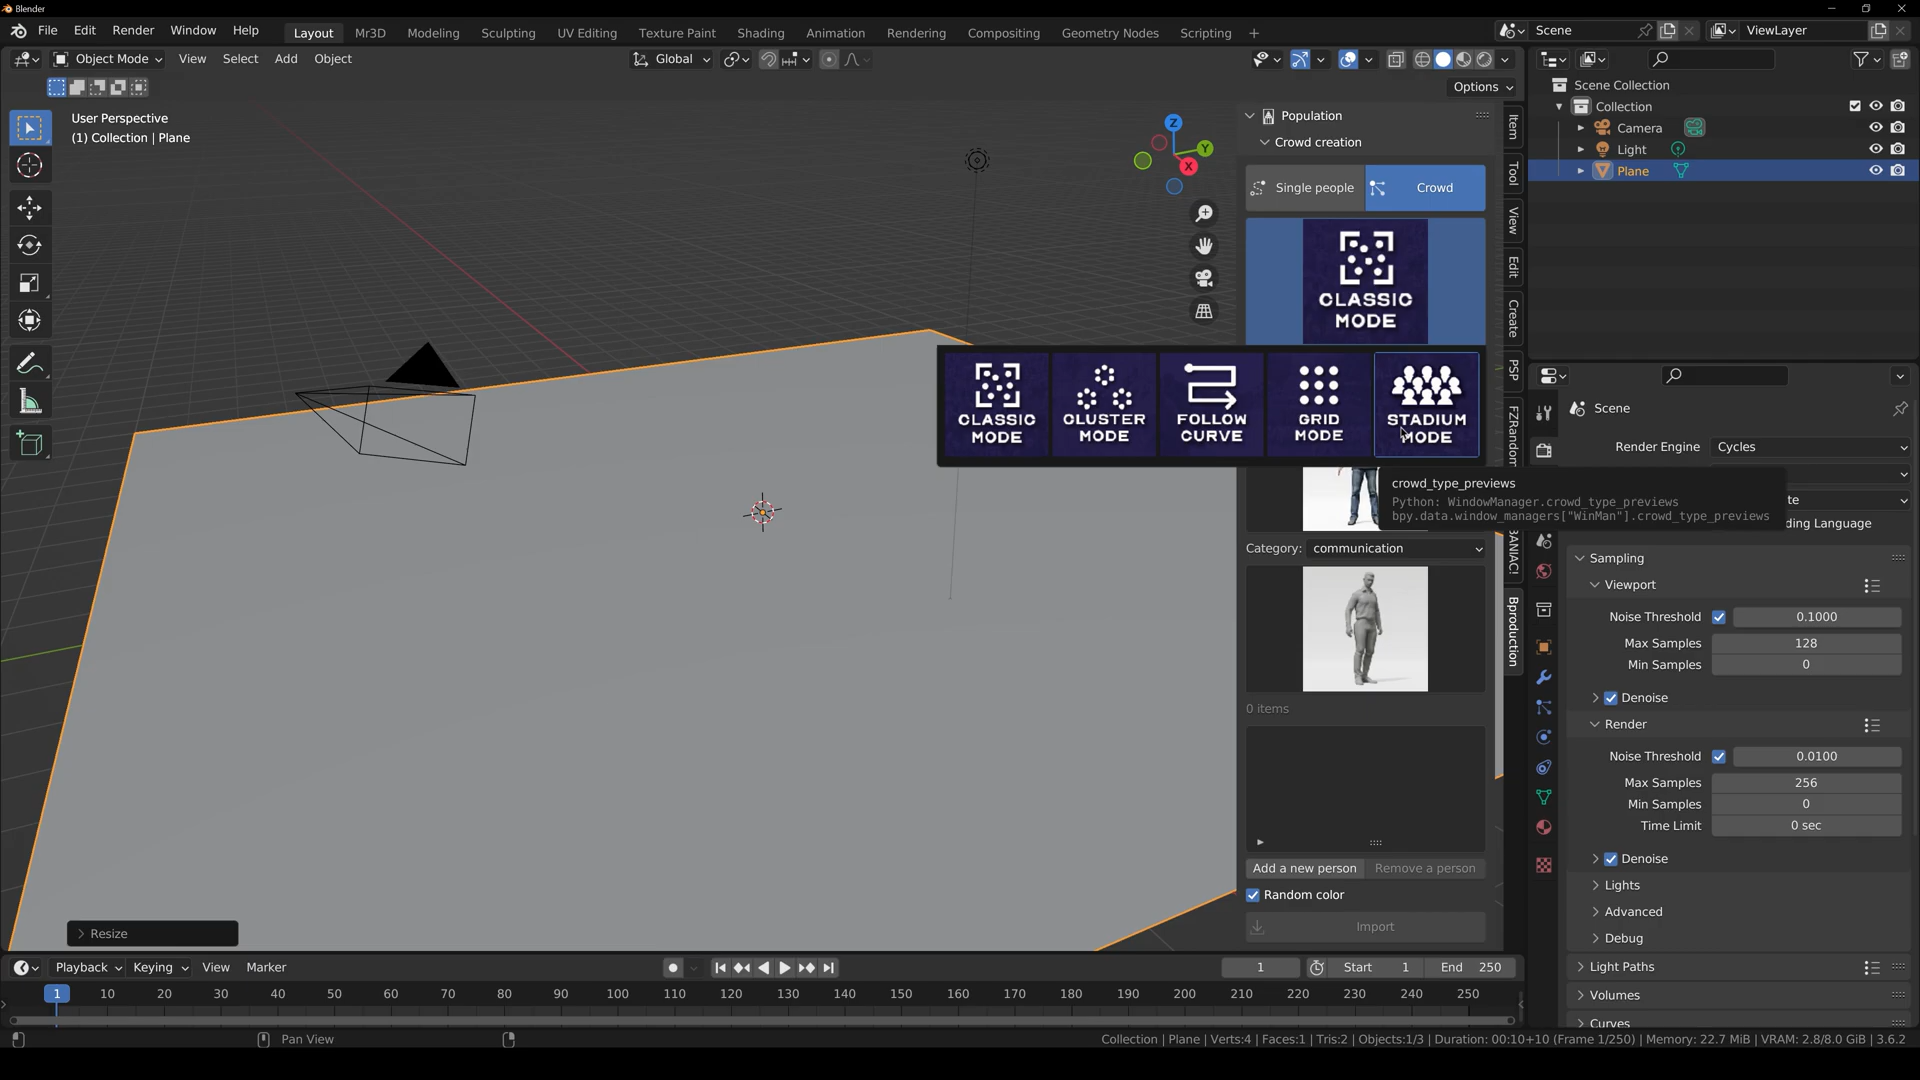 Blender
File Edit Render Window Help
Layout Mr3D Modeling Sculpting UV Editing Texture Paint Shading Animation Rendering Compositing Geometry Nodes Scripting +
Scene
ViewLayer
Object Mode View Select Add Object
Global
Options
User Perspective
(1) Collection | Plane
Z
Y
X
Population
Crowd creation
Single people
Crowd
CLASSIC
MODE
CLASSIC
MODE
CLUSTER
MODE
FOLLOW
CURVE
GRID
MODE
STADIUM
MODE
crowd_type_previews
Python: WindowManager.crowd_type_previews
bpy.data.window_managers["WinMan"].crowd_type_previews
Category: communication
0 items
Add a new person
Remove a person
Random color
Import
Item
Tool
View
Edit
Create
PSP
FZRandom
BANIAC!
Bproduction
Scene Collection
Collection
Camera
Light
Plane
Scene
Render Engine Cycles
te
ding Language
Sampling
Viewport
Noise Threshold 0.1000
Max Samples 128
Min Samples 0
Denoise
Render
Noise Threshold 0.0100
Max Samples 256
Min Samples 0
Time Limit 0 sec
Denoise
Lights
Advanced
Debug
Light Paths
Volumes
Curves
Resize
Playback Keying View Marker
1
Start 1
End 250
1 10 20 30 40 50 60 70 80 90 100 110 120 130 140 150 160 170 180 190 200 210 220 230 240 250
Pan View
Collection | Plane | Verts:4 | Faces:1 | Tris:2 | Objects:1/3 | Duration: 00:10+10 (Frame 1/250) | Memory: 22.7 MiB | VRAM: 2.8/8.0 GiB | 3.6.2